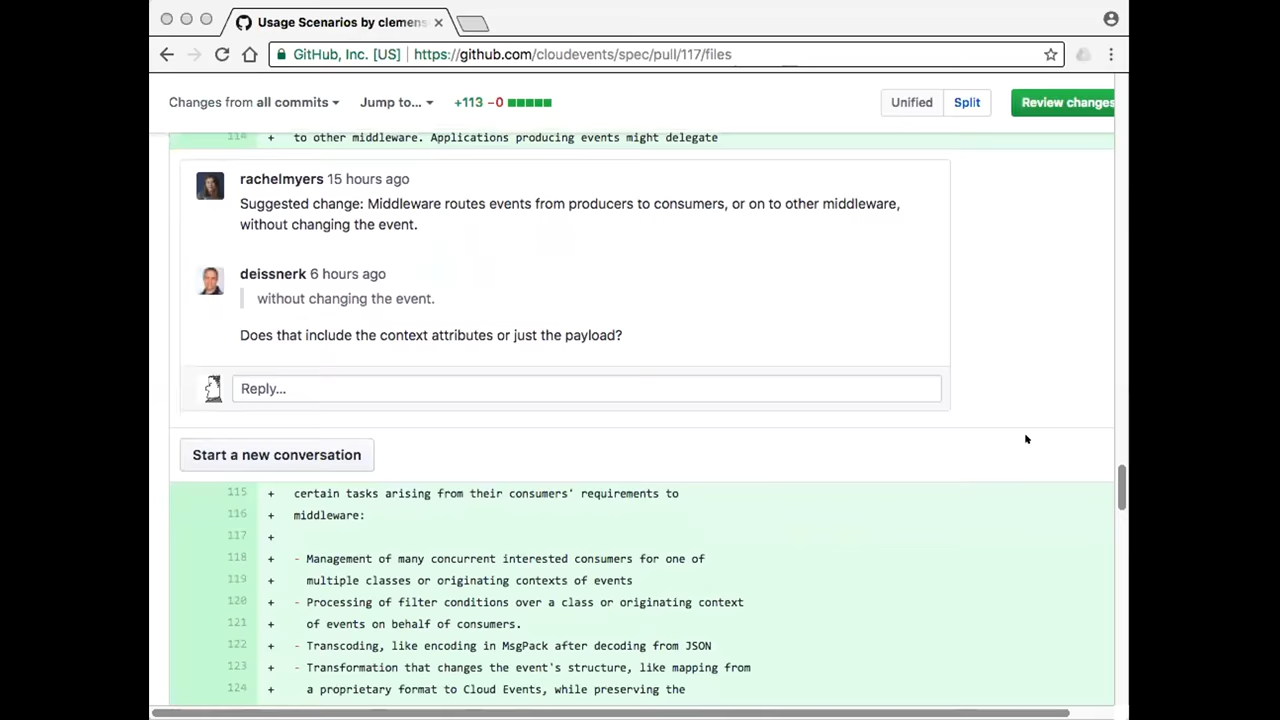 Usage Scenarios by clemens
GitHub, Inc. [US] https://github.com/cloudevents/spec/pull/117/files
Changes from all commits Jump to... +113 −0 Unified Split Review changes
114 + to other middleware. Applications producing events might delegate
rachelmyers 15 hours ago
Suggested change: Middleware routes events from producers to consumers, or on to other middleware,
without changing the event.
deissnerk 6 hours ago
without changing the event.
Does that include the context attributes or just the payload?
Reply...
Start a new conversation
115 + certain tasks arising from their consumers' requirements to
116 + middleware:
117 +
118 + - Management of many concurrent interested consumers for one of
119 + multiple classes or originating contexts of events
120 + - Processing of filter conditions over a class or originating context
121 + of events on behalf of consumers.
122 + - Transcoding, like encoding in MsgPack after decoding from JSON
123 + - Transformation that changes the event's structure, like mapping from
124 + a proprietary format to Cloud Events, while preserving the